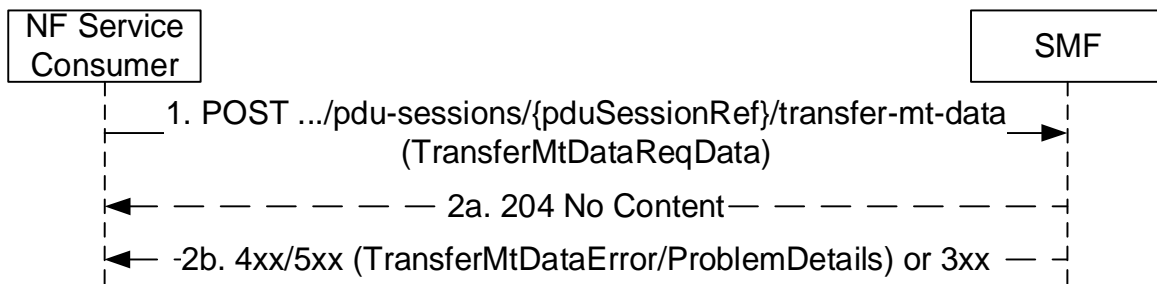 NF Service
Consumer
SMF
1. POST .../pdu-sessions/{pduSessionRef}/transfer-mt-data
(TransferMtDataReqData)
2a. 204 No Content
2b. 4xx/5xx (TransferMtDataError/ProblemDetails) or 3xx